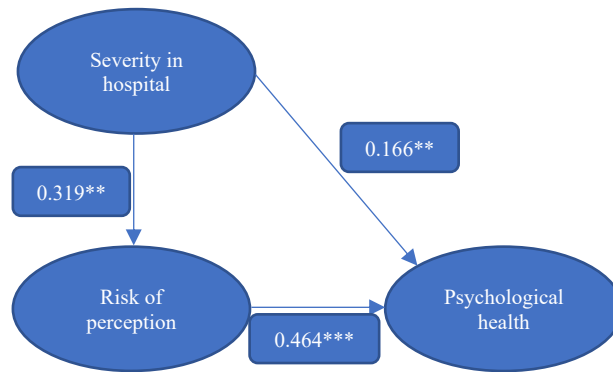 Severity in
hospital
0.166**
0.319**
Risk of
perception
Psychological
health
0.464***